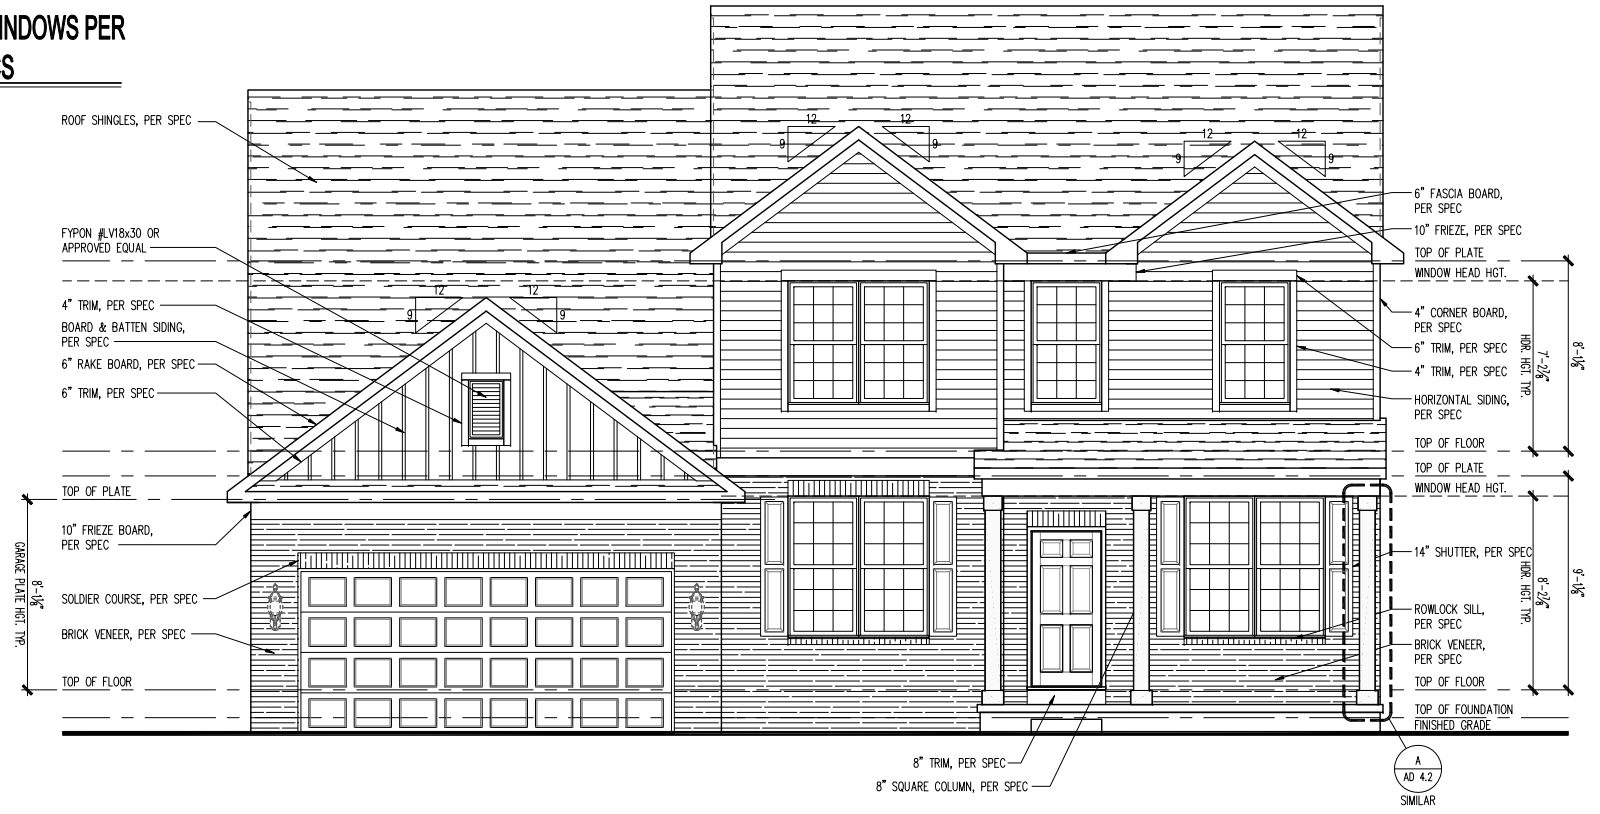 INDOWS PER
CS
ROOF SHINGLES, PER SPEC
FYPON #LV18x30 OR
APPROVED EQUAL
4" TRIM, PER SPEC
BOARD & BATTEN SIDING,
PER SPEC
6" RAKE BOARD, PER SPEC
6" TRIM, PER SPEC
TOP OF PLATE
10" FRIEZE BOARD,
PER SPEC
8'-1⅛"
GARAGE PLATE HGT. TYP.
SOLDIER COURSE, PER SPEC
BRICK VENEER, PER SPEC
TOP OF FLOOR
12
9
12
9
12
9
12
9
12
9
12
9
6" FASCIA BOARD,
PER SPEC
10" FRIEZE, PER SPEC
TOP OF PLATE
WINDOW HEAD HGT.
4" CORNER BOARD,
PER SPEC
6" TRIM, PER SPEC
4" TRIM, PER SPEC
HORIZONTAL SIDING,
PER SPEC
7'-2⅞"
HDR. HGT. TYP.
8'-1⅛"
TOP OF FLOOR
TOP OF PLATE
WINDOW HEAD HGT.
14" SHUTTER, PER SPEC
ROWLOCK SILL,
PER SPEC
BRICK VENEER,
PER SPEC
8'-2⅞"
HDR. HGT. TYP.
9'-1⅛"
TOP OF FLOOR
TOP OF FOUNDATION
FINISHED GRADE
8" TRIM, PER SPEC
8" SQUARE COLUMN, PER SPEC
A
AD 4.2
SIMILAR